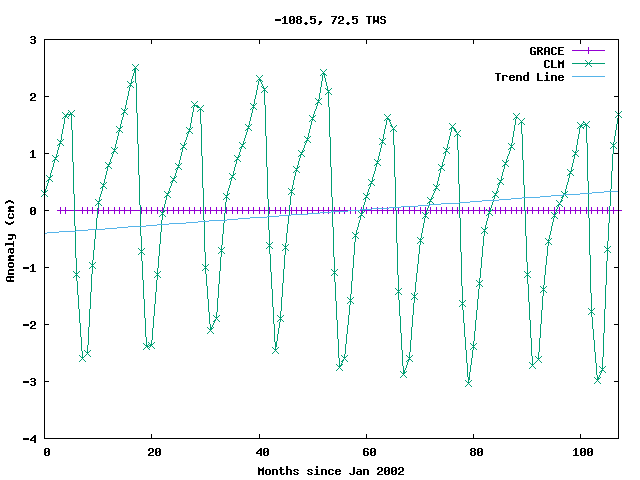 -108.5, 72.5 TWS
GRACE
CLM
Trend Line
3
2
1
0
-1
-2
-3
-4
Anomaly (cm)
0 20 40 60 80 100
Months since Jan 2002